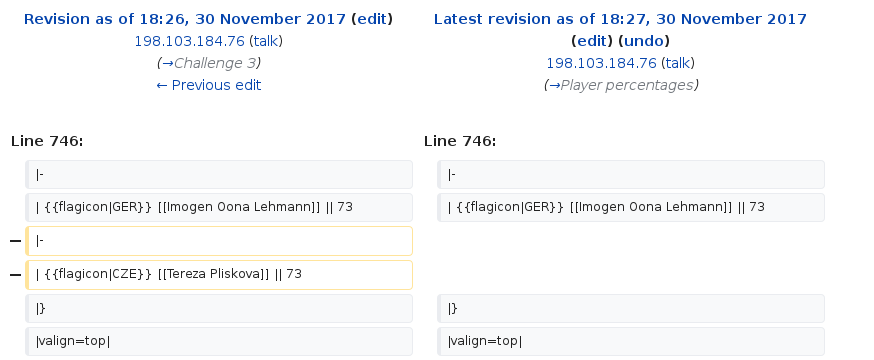 Revision as of 18:26, 30 November 2017 (edit)
198.103.184.76 (talk)
(→Challenge 3)
← Previous edit
Latest revision as of 18:27, 30 November 2017
(edit) (undo)
198.103.184.76 (talk)
(→Player percentages)
Line 746:
Line 746:
|-
|-
| {{flagicon|GER}} [[Imogen Oona Lehmann]] || 73
| {{flagicon|GER}} [[Imogen Oona Lehmann]] || 73
− |-
− | {{flagicon|CZE}} [[Tereza Pliskova]] || 73
|}
|}
|valign=top|
|valign=top|